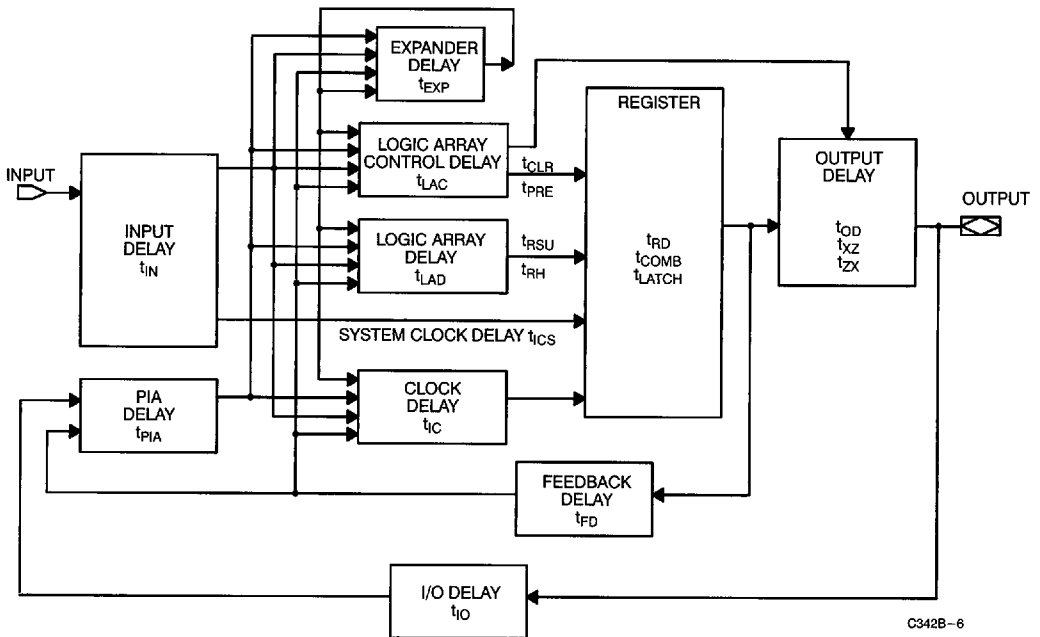 EXPANDER
DELAY
tEXP
REGISTER
LOGIC ARRAY
CONTROL DELAY
tLAC
tCLR
tPRE
OUTPUT
DELAY
tOD
tXZ
tZX
INPUT
OUTPUT
INPUT
DELAY
tIN
LOGIC ARRAY
DELAY
tLAD
tRSU
tRH
tRD
tCOMB
tLATCH
SYSTEM CLOCK DELAY tICS
PIA
DELAY
tPIA
CLOCK
DELAY
tIC
FEEDBACK
DELAY
tFD
I/O DELAY
tIO
C342B–6